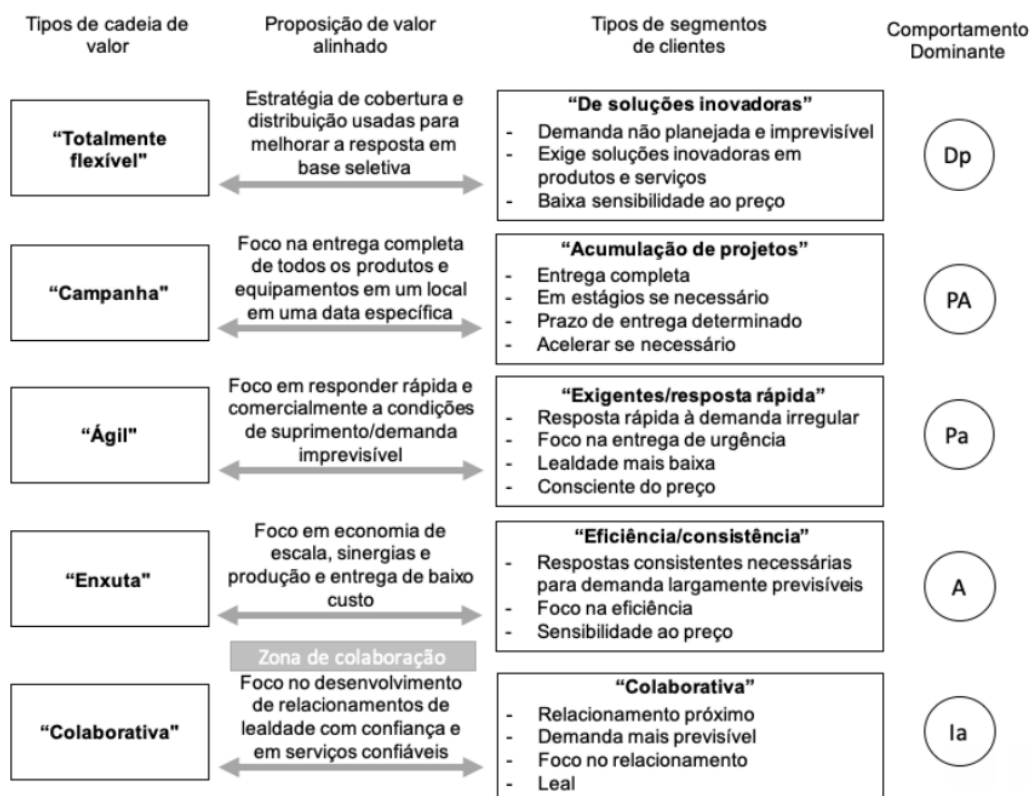 Tipos de cadeia de
valor
Proposição de valor
alinhado
Tipos de segmentos
de clientes
Comportamento
Dominante
“Totalmente
flexível"
Estratégia de cobertura e
distribuição usadas para
melhorar a resposta em
base seletiva
“De soluções inovadoras”
- Demanda não planejada e imprevisível
- Exige soluções inovadoras em
produtos e serviços
- Baixa sensibilidade ao preço
Dp
“Campanha"
Foco na entrega completa
de todos os produtos e
equipamentos em um local
em uma data específica
“Acumulação de projetos”
- Entrega completa
- Em estágios se necessário
- Prazo de entrega determinado
- Acelerar se necessário
PA
“Ágil"
Foco em responder rápida e
comercialmente a condições
de suprimento/demanda
imprevisível
“Exigentes/resposta rápida”
- Resposta rápida à demanda irregular
- Foco na entrega de urgência
- Lealdade mais baixa
- Consciente do preço
Pa
“Enxuta"
Foco em economia de
escala, sinergias e
produção e entrega de baixo
custo
“Eficiência/consistência”
- Respostas consistentes necessárias
para demanda largamente previsíveis
- Foco na eficiência
- Sensibilidade ao preço
A
Zona de colaboração
“Colaborativa"
Foco no desenvolvimento
de relacionamentos de
lealdade com confiança e
em serviços confiáveis
“Colaborativa”
- Relacionamento próximo
- Demanda mais previsível
- Foco no relacionamento
- Leal
Ia